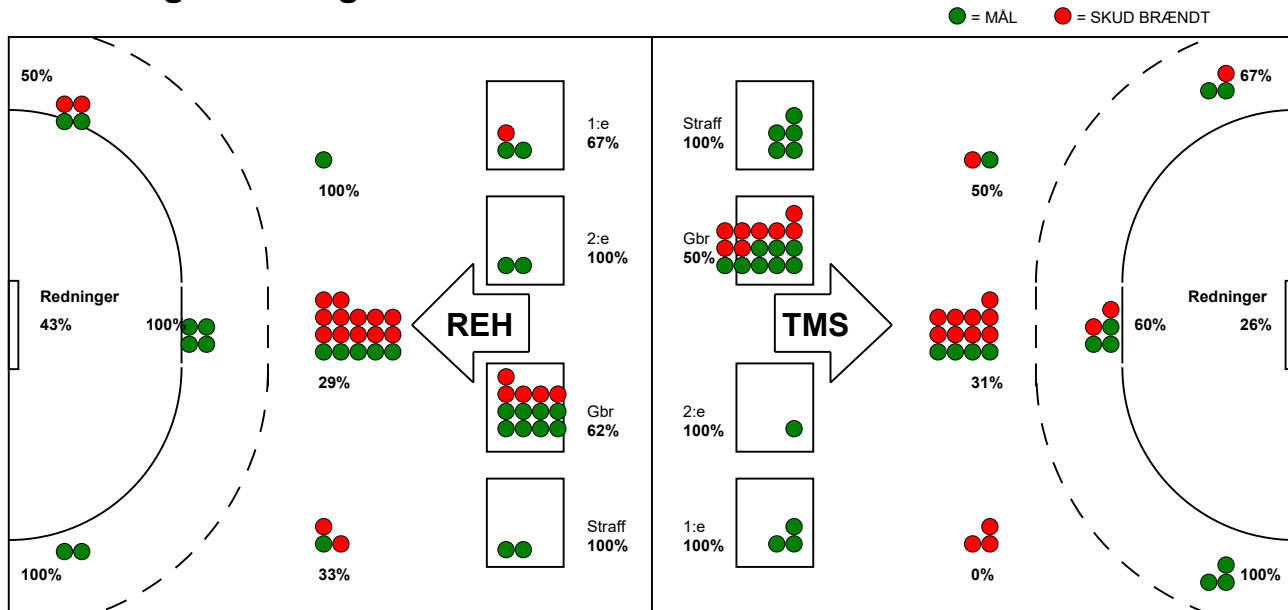 = MÅL = SKUD BRÆNDT
50%
100%
Redninger
43%
100%
29%
100%
33%
REH
1:e
67%
2:e
100%
Gbr
62%
Straff
100%
Straff
100%
Gbr
50%
2:e
100%
1:e
100%
TMS
50%
31%
0%
67%
60%
Redninger
26%
100%